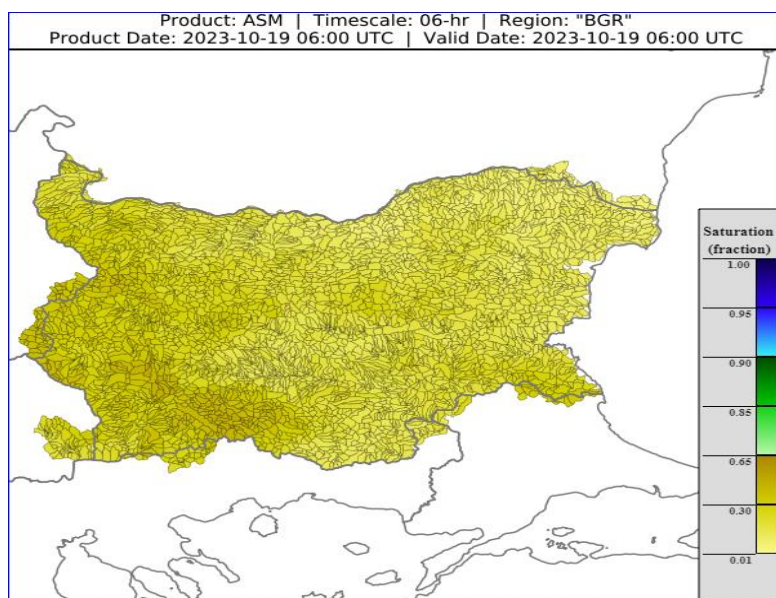 Product: ASM | Timescale: 06-hr | Region: "BGR"
Product Date: 2023-10-19 06:00 UTC | Valid Date: 2023-10-19 06:00 UTC
Saturation
(fraction)
1.00
0.95
0.90
0.85
0.65
0.30
0.01